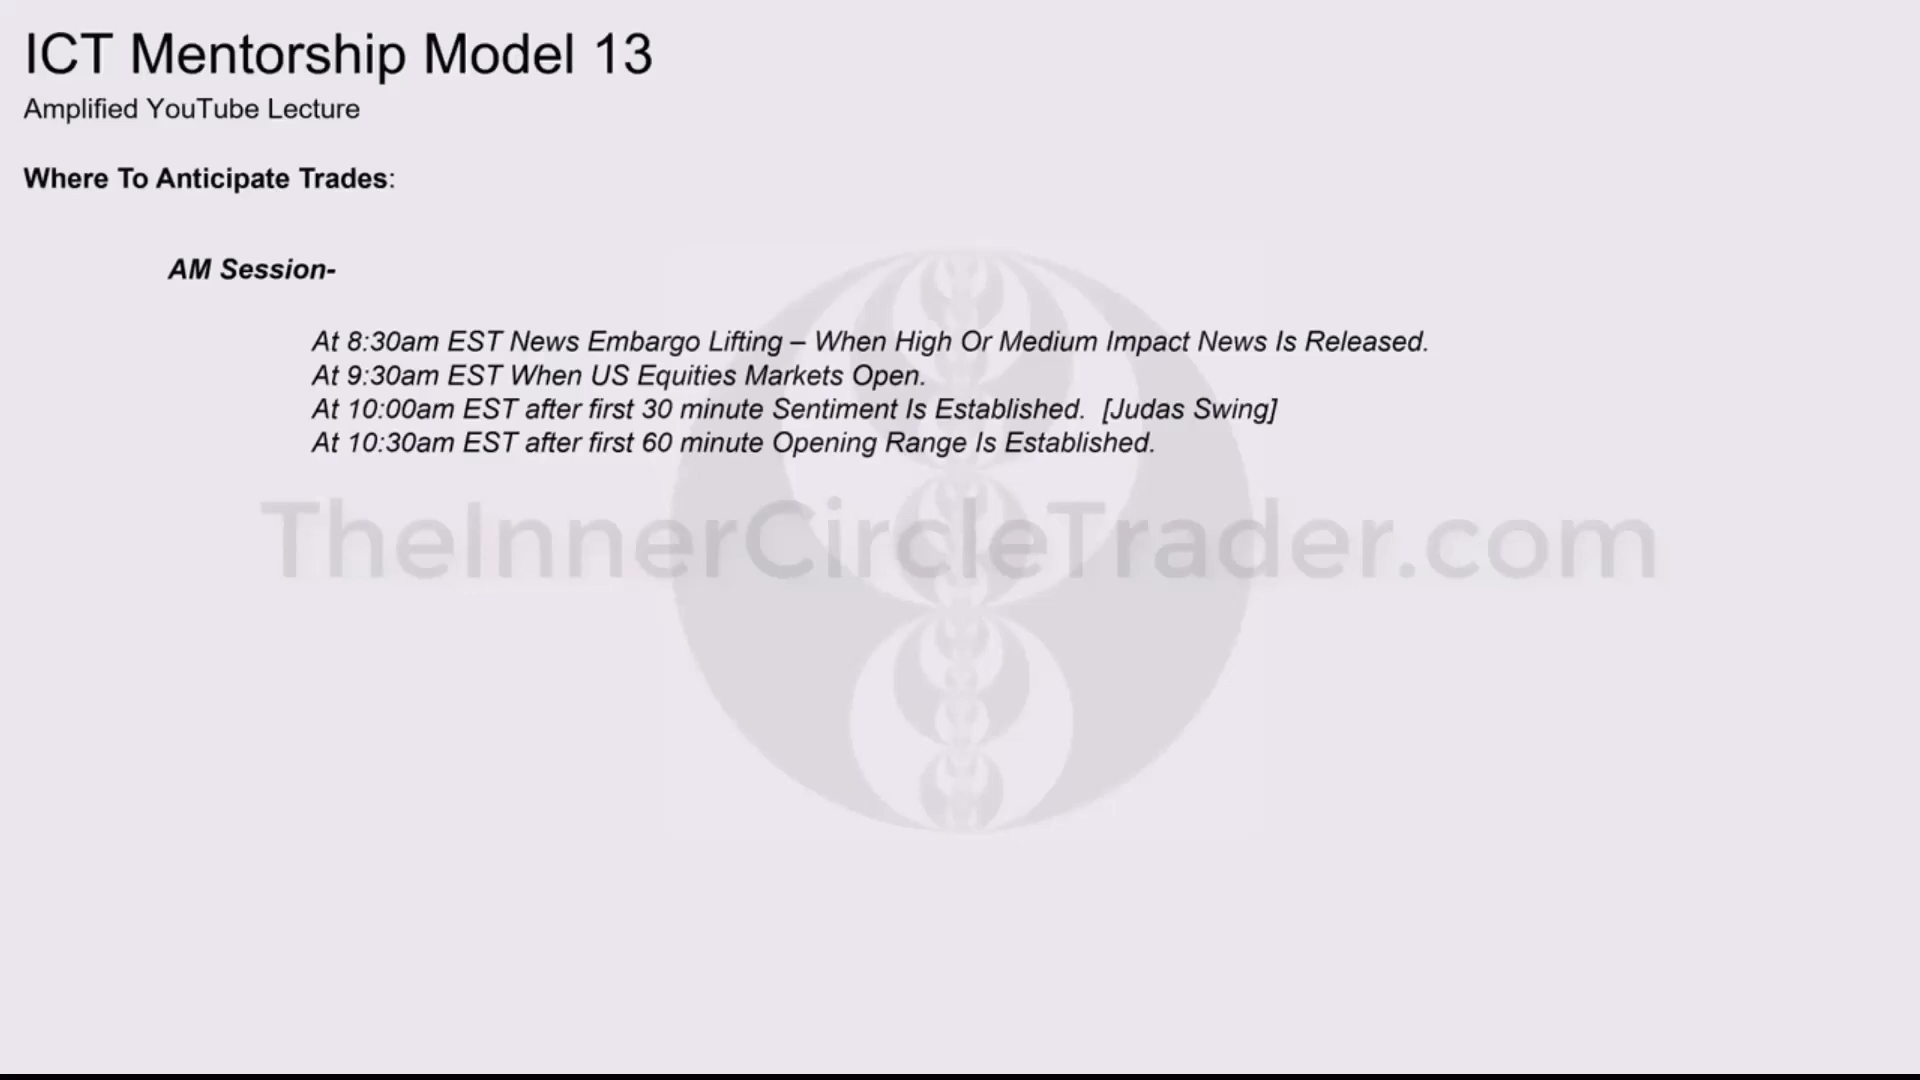 ICT Mentorship Model 13
Amplified YouTube Lecture
Where To Anticipate Trades:
AM Session-
At 8:30am EST News Embargo Lifting – When High Or Medium Impact News Is Released.
At 9:30am EST When US Equities Markets Open.
At 10:00am EST after first 30 minute Sentiment Is Established.  [Judas Swing]
At 10:30am EST after first 60 minute Opening Range Is Established.
TheInnerCircleTrader.com